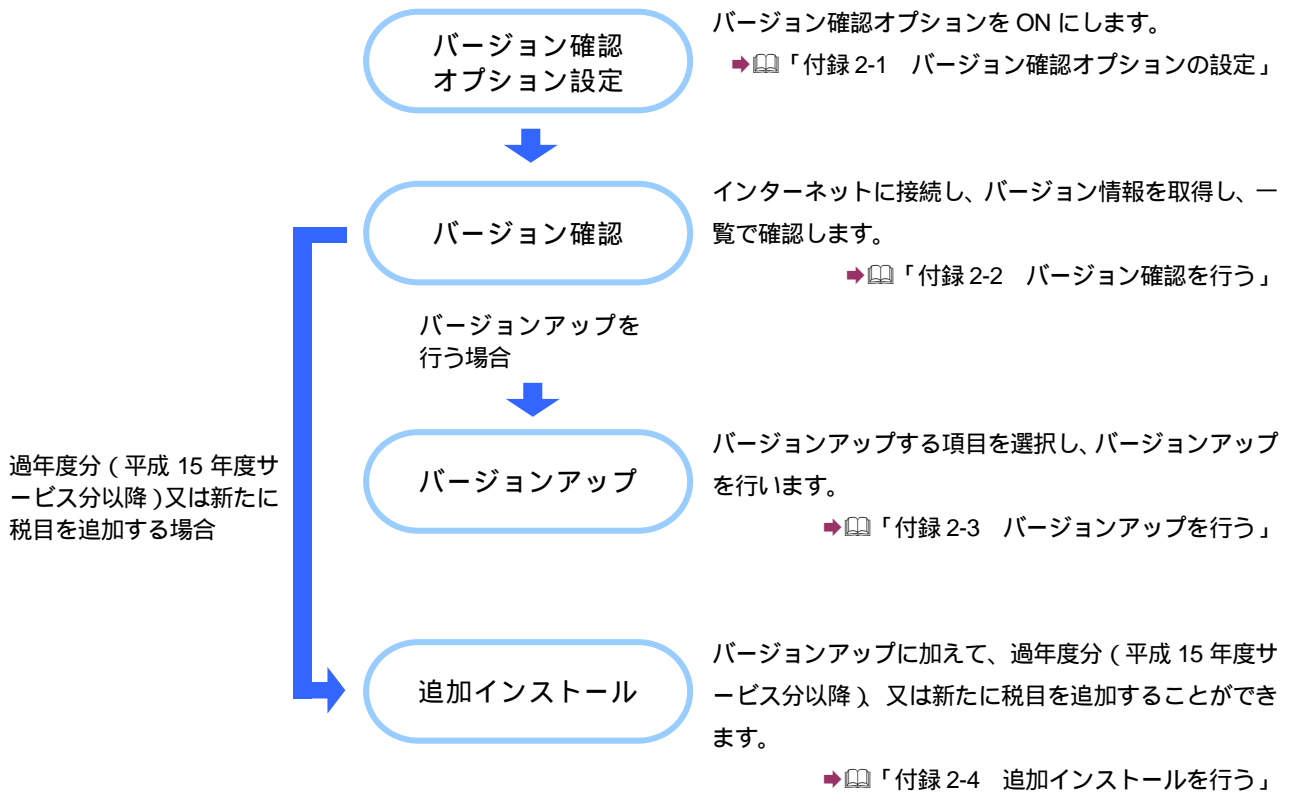 バージョン確認
オプション設定
バージョン確認オプションを ON にします。
「付録 2-1 バージョン確認オプションの設定」
バージョン確認
インターネットに接続し、バージョン情報を取得し、一
覧で確認します。
「付録 2-2 バージョン確認を行う」
バージョンアップを
行う場合
過年度分(平成 15 年度サ
ービス分以降)又は新たに
税目を追加する場合
バージョンアップ
バージョンアップする項目を選択し、バージョンアップ
を行います。
「付録 2-3 バージョンアップを行う」
追加インストール
バージョンアップに加えて、過年度分(平成 15 年度サ
ービス分以降)、又は新たに税目を追加することができ
ます。
「付録 2-4 追加インストールを行う」